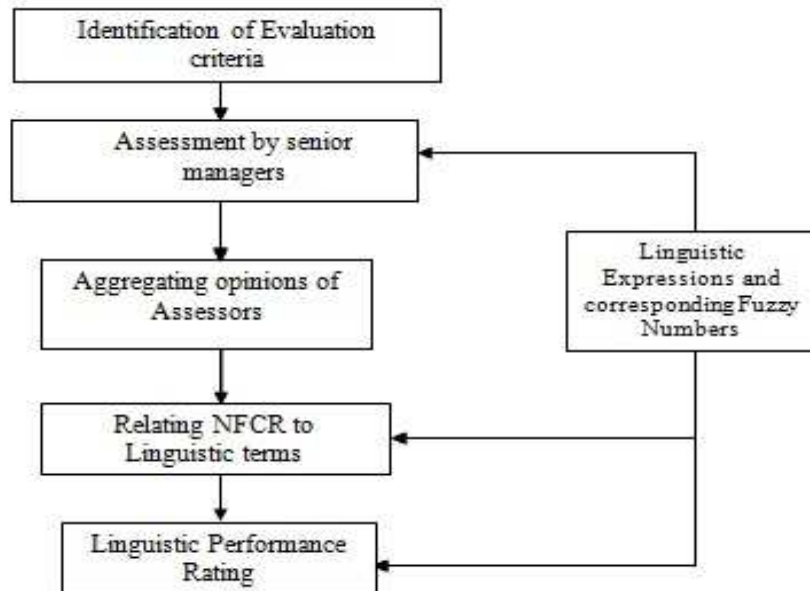 Identification of Evaluation
criteria
Assessment by senior
managers
Aggregating opinions of
Assessors
Linguistic
Expressions and
corresponding Fuzzy
Numbers
Relating NFCR to
Linguistic terms
Linguistic Performance
Rating